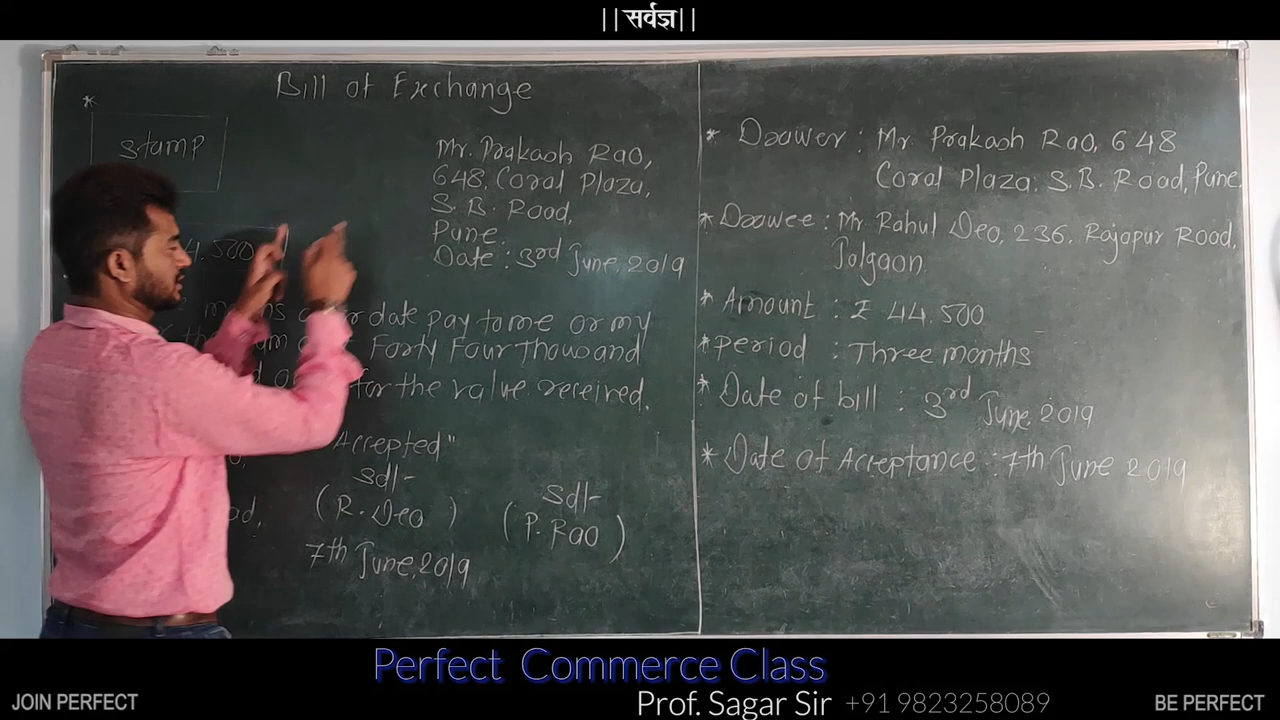 ||सर्वज्ञ||
Bill of Exchange
*
Stamp
Mr. Prakash Rao,
648, Coral Plaza,
S.B. Road,
Pune.
Date : 3rd June, 2019
4,500
date pay to me or my
Forty Four Thousand
for the value received.
Accepted"
Sd/-
(R. Deo)
7th June, 2019
Sd/-
(P. Rao)
* Drawer : Mr. Prakash Rao, 648
Coral Plaza, S.B. Road, Pune.
* Drawee : Mr. Rahul Deo, 236, Rajapur Road,
Jalgaon.
* Amount : ₹ 44,500
* Period : Three months
* Date of bill : 3rd June, 2019
* Date of Acceptance : 7th June 2019
Perfect Commerce Class
JOIN PERFECT
Prof. Sagar Sir +91 9823258089
BE PERFECT